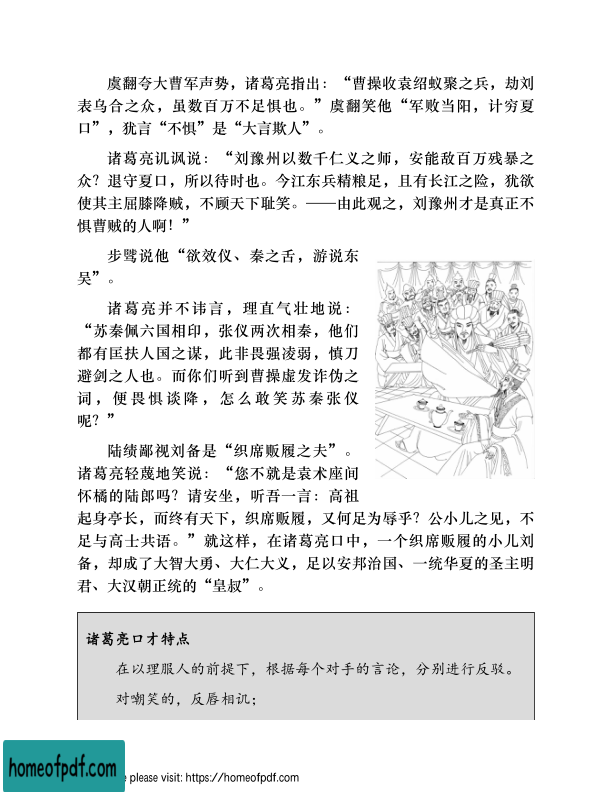 虞翻夸大曹军声势，诸葛亮指出：“曹操收袁绍蚁聚之兵，劫刘
表乌合之众，虽数百万不足惧也。”虞翻笑他“军败当阳，计穷夏
口”，犹言“不惧”是“大言欺人”。
诸葛亮讥讽说：“刘豫州以数千仁义之师，安能敌百万残暴之
众？退守夏口，所以待时也。今江东兵精粮足，且有长江之险，犹欲
使其主屈膝降贼，不顾天下耻笑。——由此观之，刘豫州才是真正不
惧曹贼的人啊！”
步骘说他“欲效仪、秦之舌，游说东
吴”。
诸葛亮并不讳言，理直气壮地说：
“苏秦佩六国相印，张仪两次相秦，他们
都有匡扶人国之谋，此非畏强凌弱，慎刀
避剑之人也。而你们听到曹操虚发诈伪之
词，便畏惧谈降，怎么敢笑苏秦张仪
呢？”
陆绩鄙视刘备是“织席贩履之夫”。
诸葛亮轻蔑地笑说：“您不就是袁术座间
怀橘的陆郎吗？请安坐，听吾一言：高祖
起身亭长，而终有天下，织席贩履，又何足为辱乎？公小儿之见，不
足与高士共语。”就这样，在诸葛亮口中，一个织席贩履的小儿刘
备，却成了大智大勇、大仁大义，足以安邦治国、一统华夏的圣主明
君、大汉朝正统的“皇叔”。
诸葛亮口才特点
在以理服人的前提下，根据每个对手的言论，分别进行反驳。
对嘲笑的，反唇相讥；
homeofpdf.com
e please visit: https://homeofpdf.com